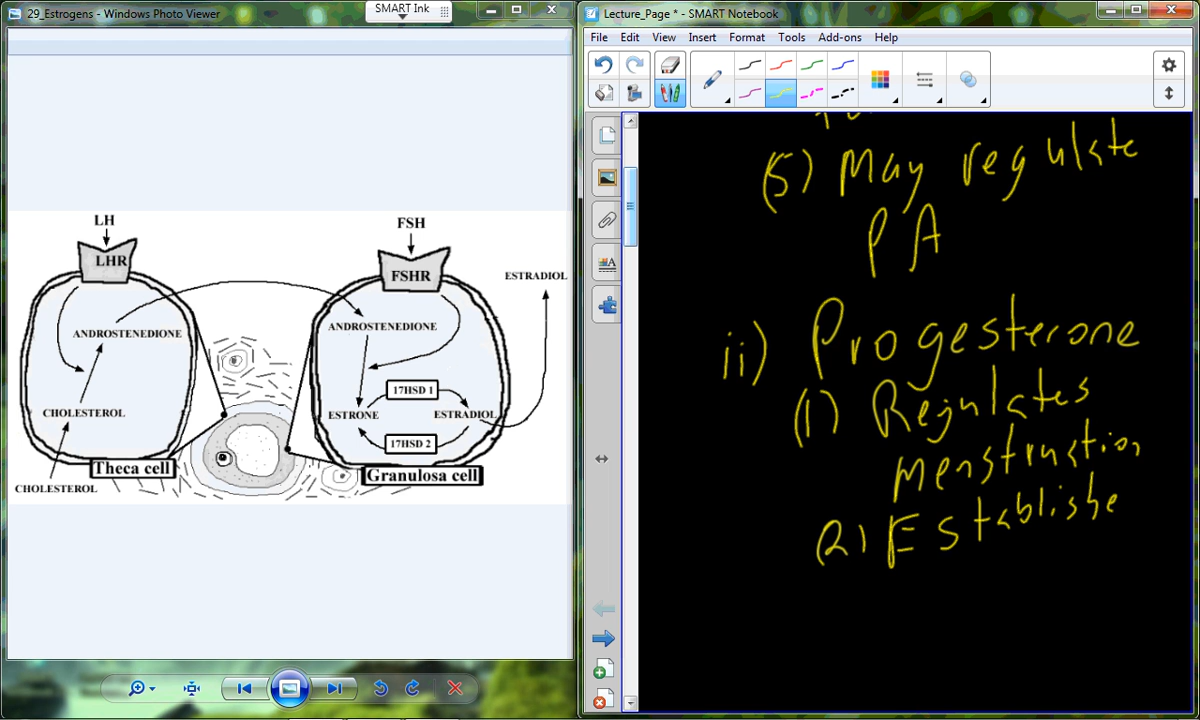 29_Estrogens - Windows Photo Viewer
SMART Ink
LH
LHR
ANDROSTENEDIONE
CHOLESTEROL
CHOLESTEROL
Theca cell
FSH
FSHR
ESTRADIOL
ANDROSTENEDIONE
17HSD 1
ESTRONE
ESTRADIOL
17HSD 2
Granulosa cell
Lecture_Page * - SMART Notebook
File Edit View Insert Format Tools Add-ons Help
(5) May regulate
PA
ii) Progesterone
(1) Regulates
menstruation
(2) Establishe